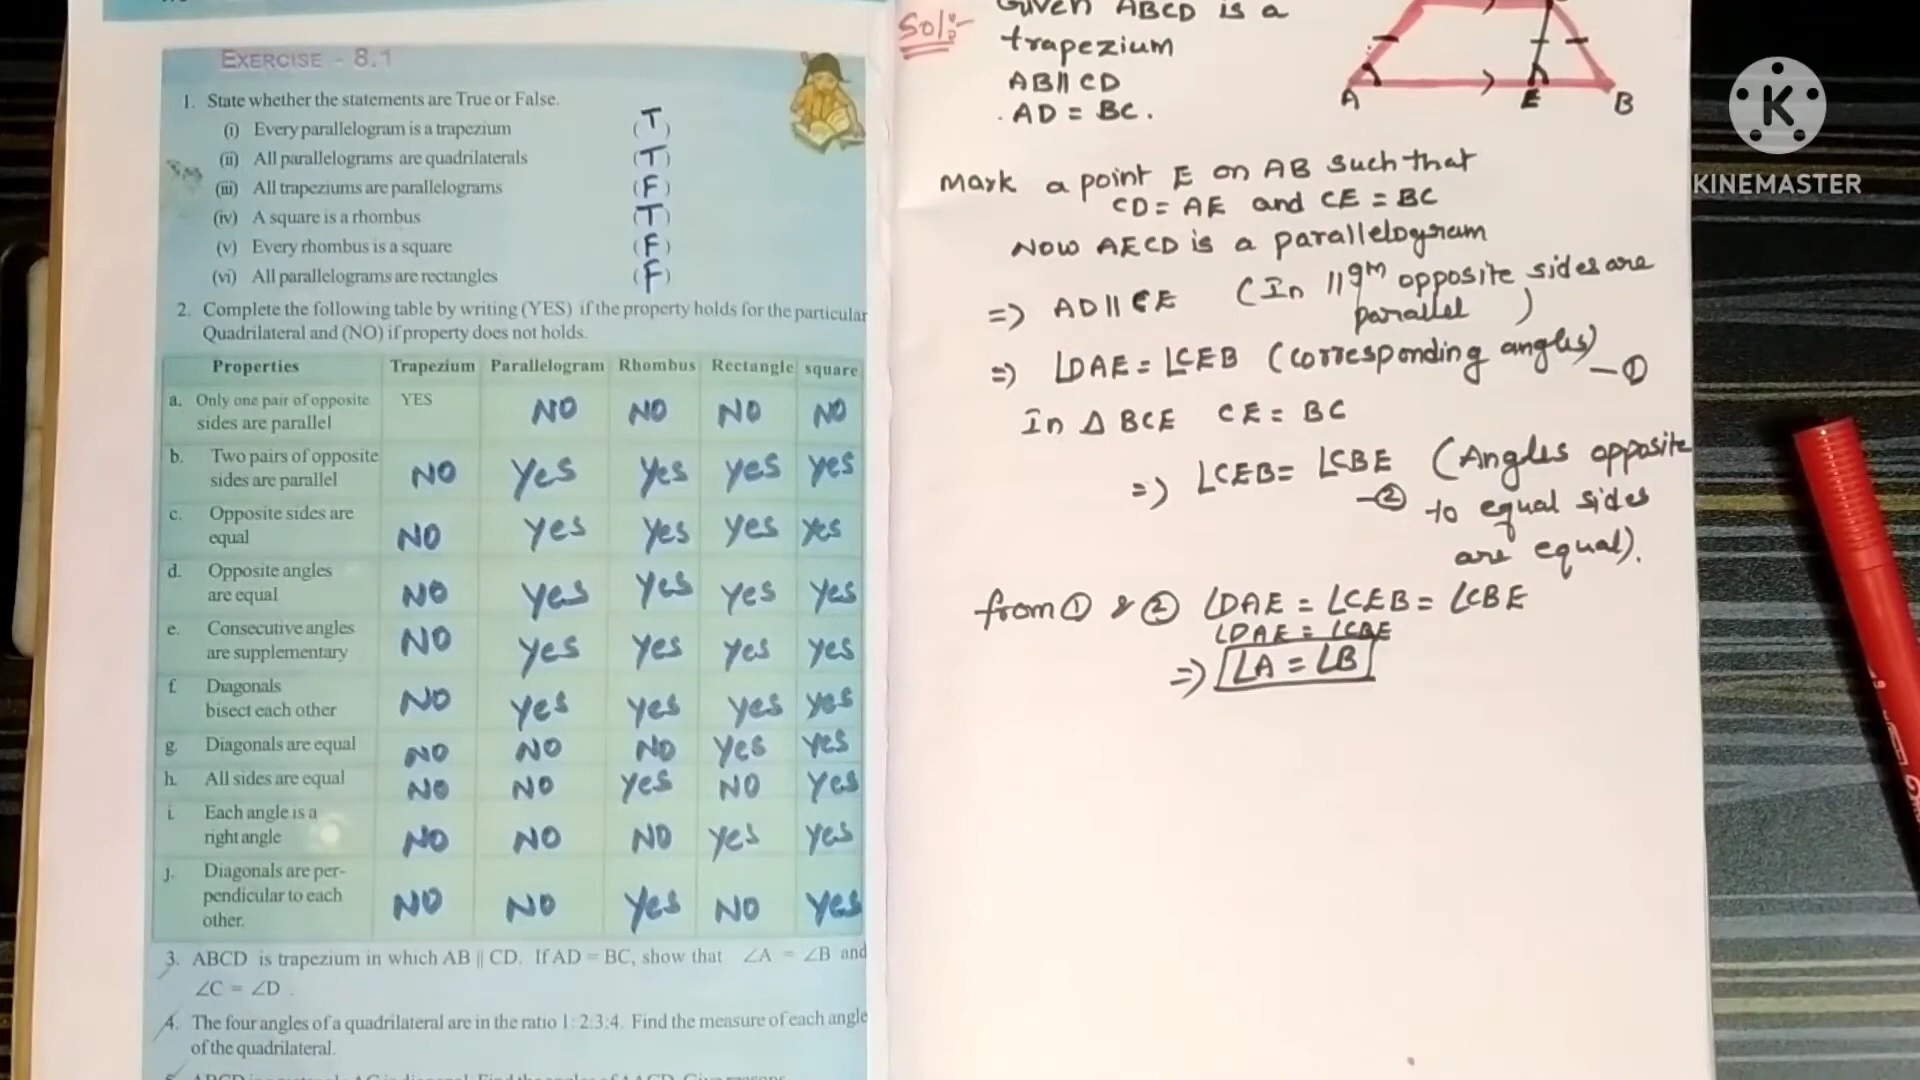 EXERCISE - 8.1
1. State whether the statements are True or False.
(i) Every parallelogram is a trapezium (T)
(ii) All parallelograms are quadrilaterals (T)
(iii) All trapeziums are parallelograms (F)
(iv) A square is a rhombus (T)
(v) Every rhombus is a square (F)
(vi) All parallelograms are rectangles (F)
2. Complete the following table by writing (YES) if the property holds for the particular
Quadrilateral and (NO) if property does not holds.
Properties Trapezium Parallelogram Rhombus Rectangle square
a. Only one pair of opposite YES NO NO NO NO
sides are parallel
b. Two pairs of opposite NO Yes Yes Yes Yes
sides are parallel
c. Opposite sides are NO Yes Yes Yes Yes
equal
d. Opposite angles NO Yes Yes Yes Yes
are equal
e. Consecutive angles NO Yes Yes Yes Yes
are supplementary
f. Diagonals NO Yes Yes Yes Yes
bisect each other
g. Diagonals are equal NO NO NO Yes Yes
h. All sides are equal NO NO Yes NO Yes
i. Each angle is a NO NO NO Yes Yes
right angle
j. Diagonals are per- NO NO Yes NO Yes
pendicular to each
other.
3. ABCD is trapezium in which AB || CD. If AD = BC, show that ∠A = ∠B and
∠C = ∠D
4. The four angles of a quadrilateral are in the ratio 1: 2:3:4. Find the measure of each angle
of the quadrilateral.
Sol:-
Given ABCD is a
trapezium
AB || CD
AD = BC.
A E B
Mark a point E on AB such that
CD = AE and CE = BC
Now AECD is a parallelogram
=> AD || CE (In ||gm opposite sides are
parallel)
=> ∠DAE = ∠CEB (corresponding angles) -①
In Δ BCE CE = BC
=> ∠CEB = ∠CBE (Angles opposite
-② to equal sides
are equal).
from ① & ② ∠DAE = ∠CEB = ∠CBE
∠DAE = ∠CBE
=> ∠A = ∠B
K
KINEMASTER